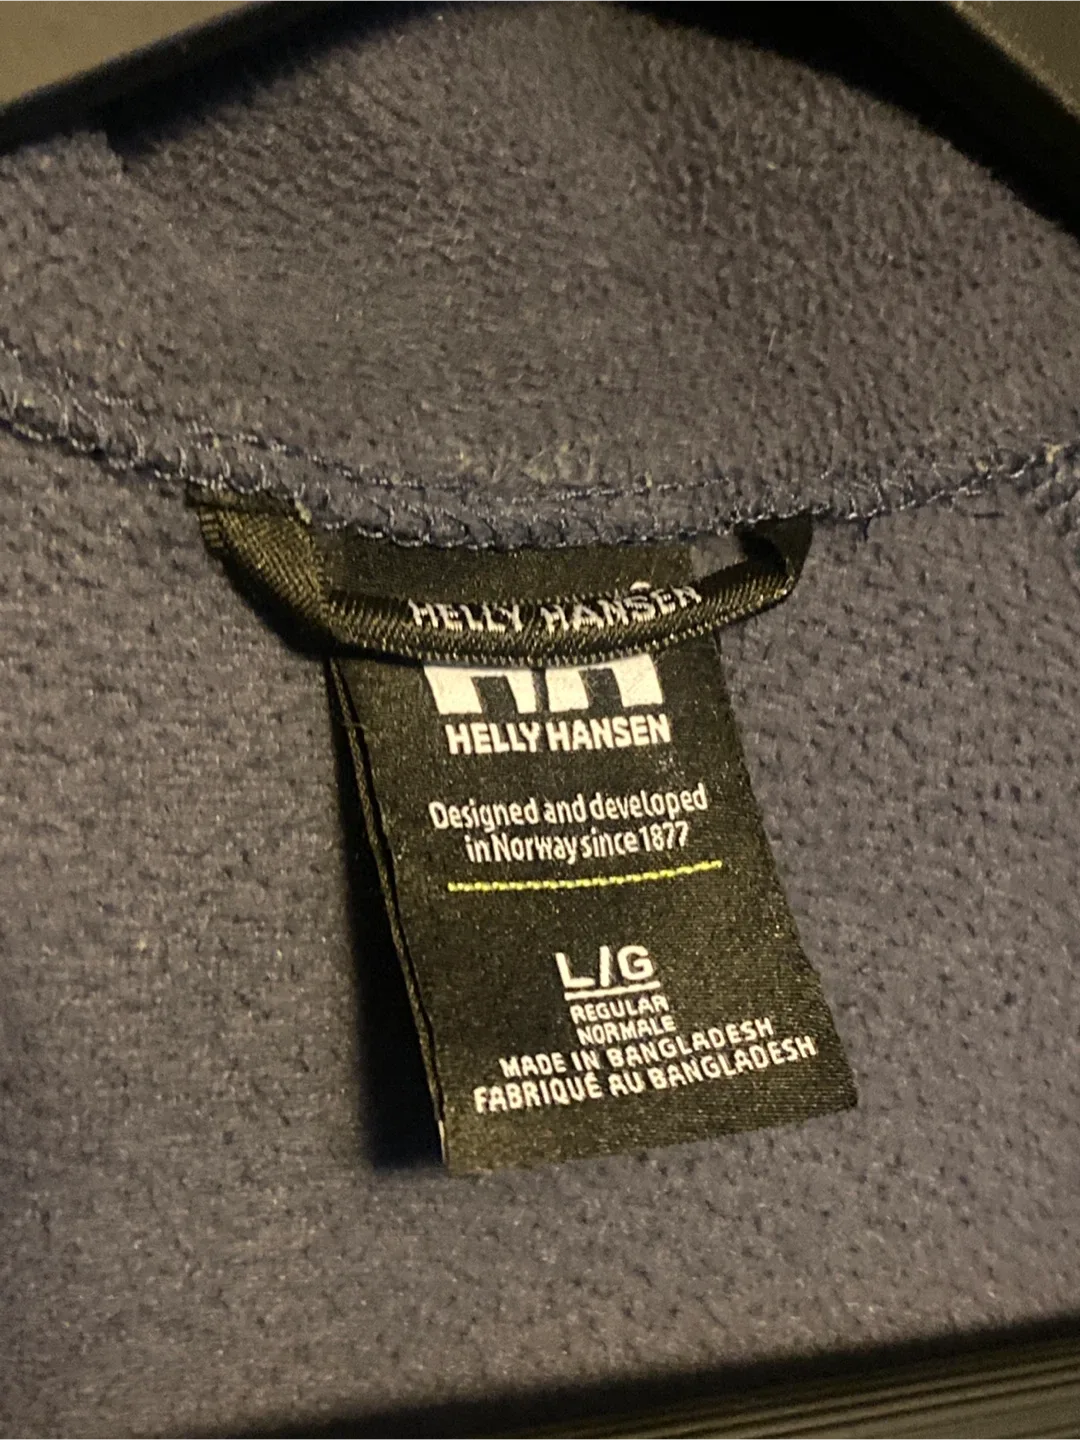 HELLY HANSEN
HH
HELLY HANSEN
Designed and developed
in Norway since 1877
L/G
REGULAR
NORMALE
MADE IN BANGLADESH
FABRIQUÉ AU BANGLADESH